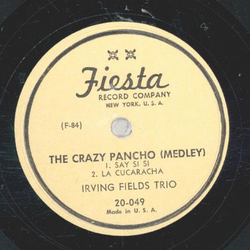 Fiesta
RECORD COMPANY
NEW YORK, U. S. A.
(F-84)
THE CRAZY PANCHO (MEDLEY)
1. SAY SI SI
2. LA CUCARACHA
IRVING FIELDS TRIO
20-049
Made in U. S. A.